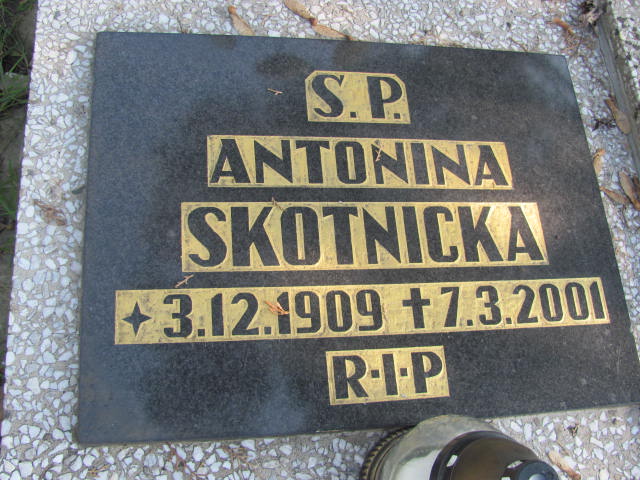 S.P.
ANTONINA
SKOTNICKA
✦ 3.12.1909 ✝ 7.3.2001
R·I·P